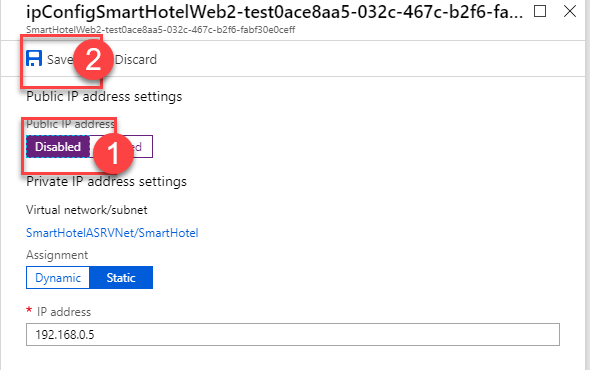 ipConfigSmartHotelWeb2-test0ace8aa5-032c-467c-b2f6-fa...
SmartHotelWeb2-test0ace8aa5-032c-467c-b2f6-fabf30e0ceff
Save 2 Discard
Public IP address settings
Public IP address
Disabled 1
Private IP address settings
Virtual network/subnet
SmartHotelASRVNet/SmartHotel
Assignment
Dynamic Static
* IP address
192.168.0.5